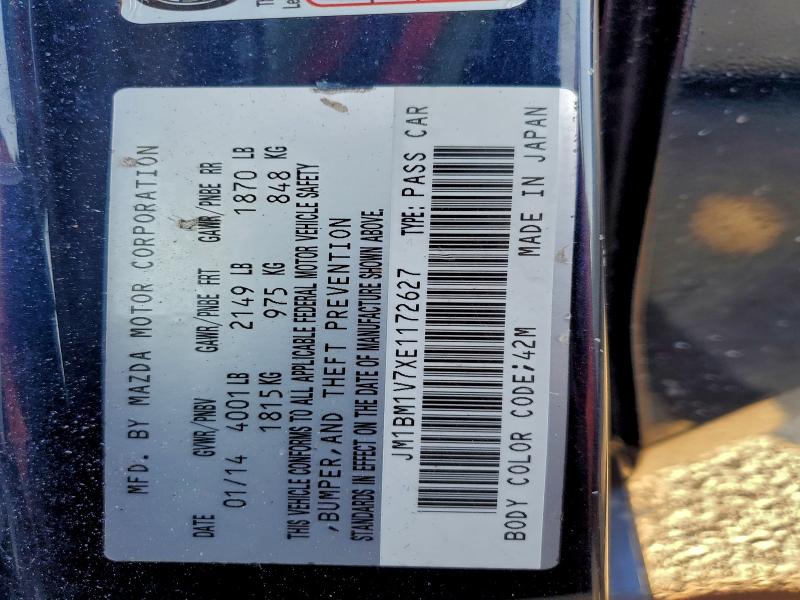 MFD. BY MAZDA MOTOR CORPORATION
DATE GVWR/PNBV GAWR/PNBE FRT GAWR/PNBE RR
01/14 4001LB 2149 LB 1870 LB
1815KG 975 KG 848 KG
THIS VEHICLE CONFORMS TO ALL APPLICABLE FEDERAL MOTOR VEHICLE SAFETY
,BUMPER,AND THEFT PREVENTION
STANDARDS IN EFFECT ON THE DATE OF MANUFACTURE SHOWN ABOVE.
JM1BM1V7XE1172627 TYPE: PASS CAR
BODY COLOR CODE;42M MADE IN JAPAN